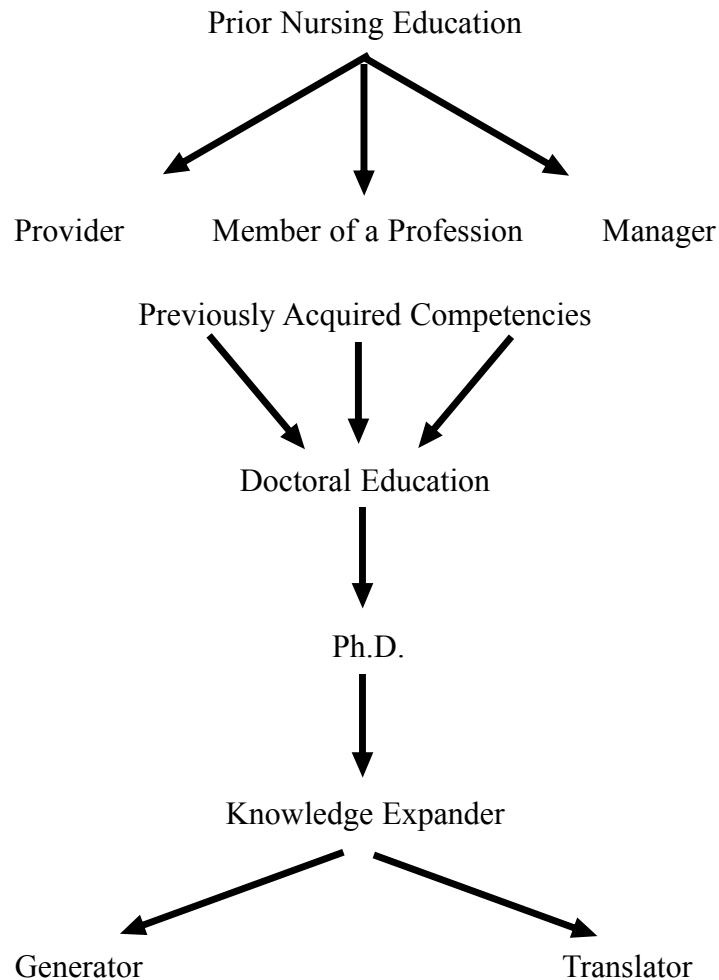 Prior Nursing Education
Provider Member of a Profession Manager
Previously Acquired Competencies
Doctoral Education
Ph.D.
Knowledge Expander
Generator Translator